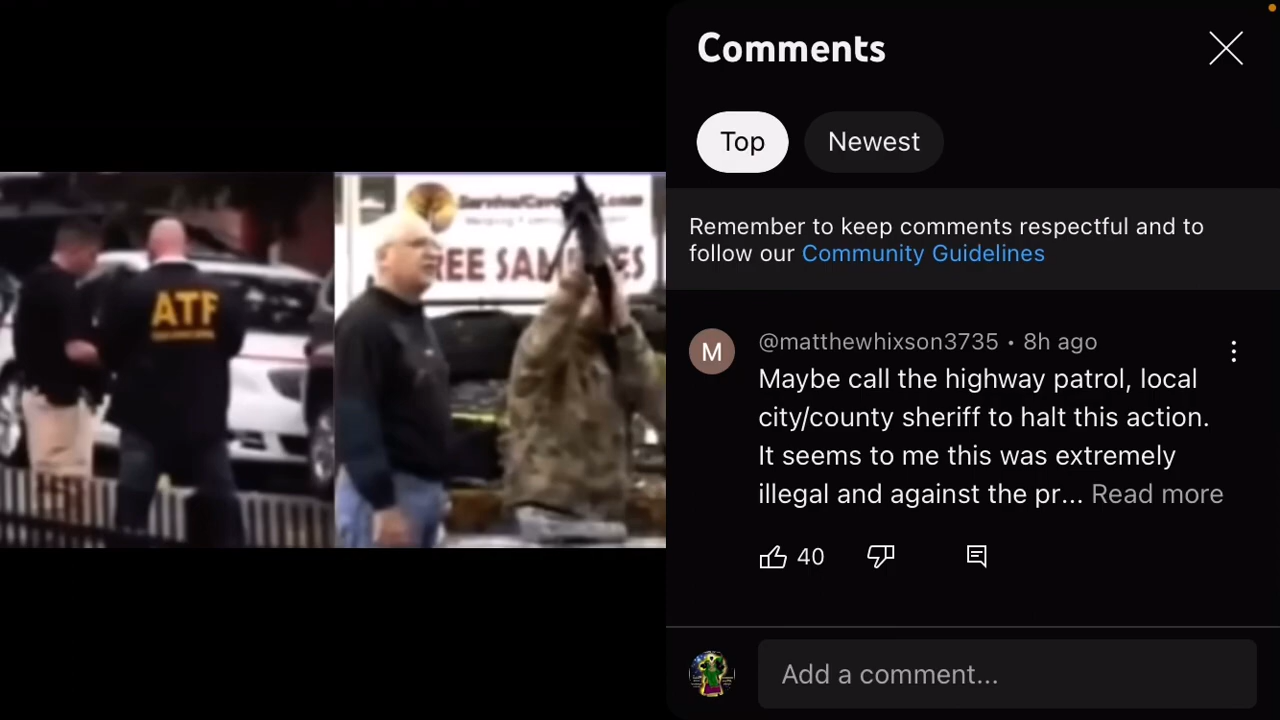 Comments
Top
Newest
Remember to keep comments respectful and to
follow our Community Guidelines
M
@matthewhixson3735 • 8h ago
Maybe call the highway patrol, local
city/county sheriff to halt this action.
It seems to me this was extremely
illegal and against the pr... Read more
40
Add a comment...
ATF